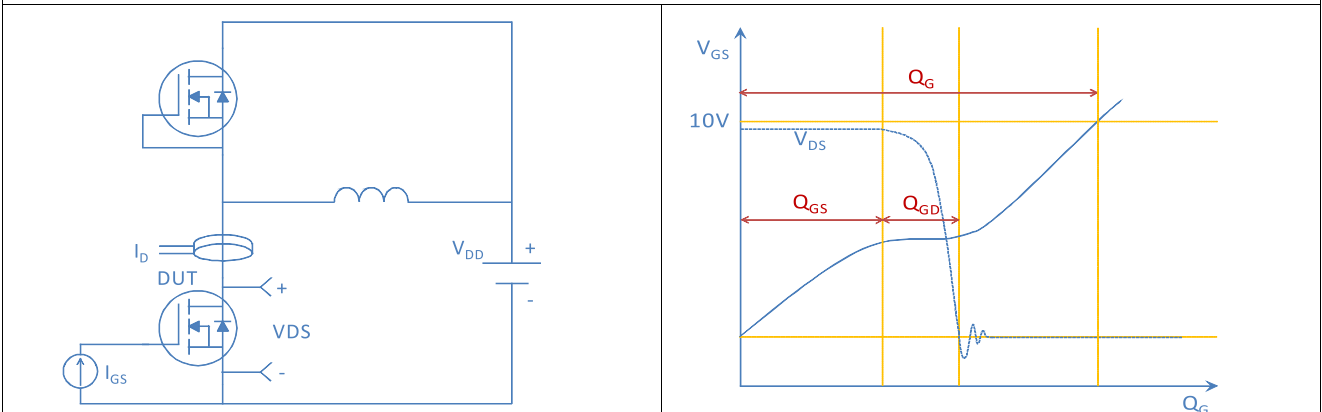 I_D
DUT
+
VDS
-
I_GS
V_DD
+
-
V_GS
Q_G
10V
V_DS
Q_GS
Q_GD
Q_G